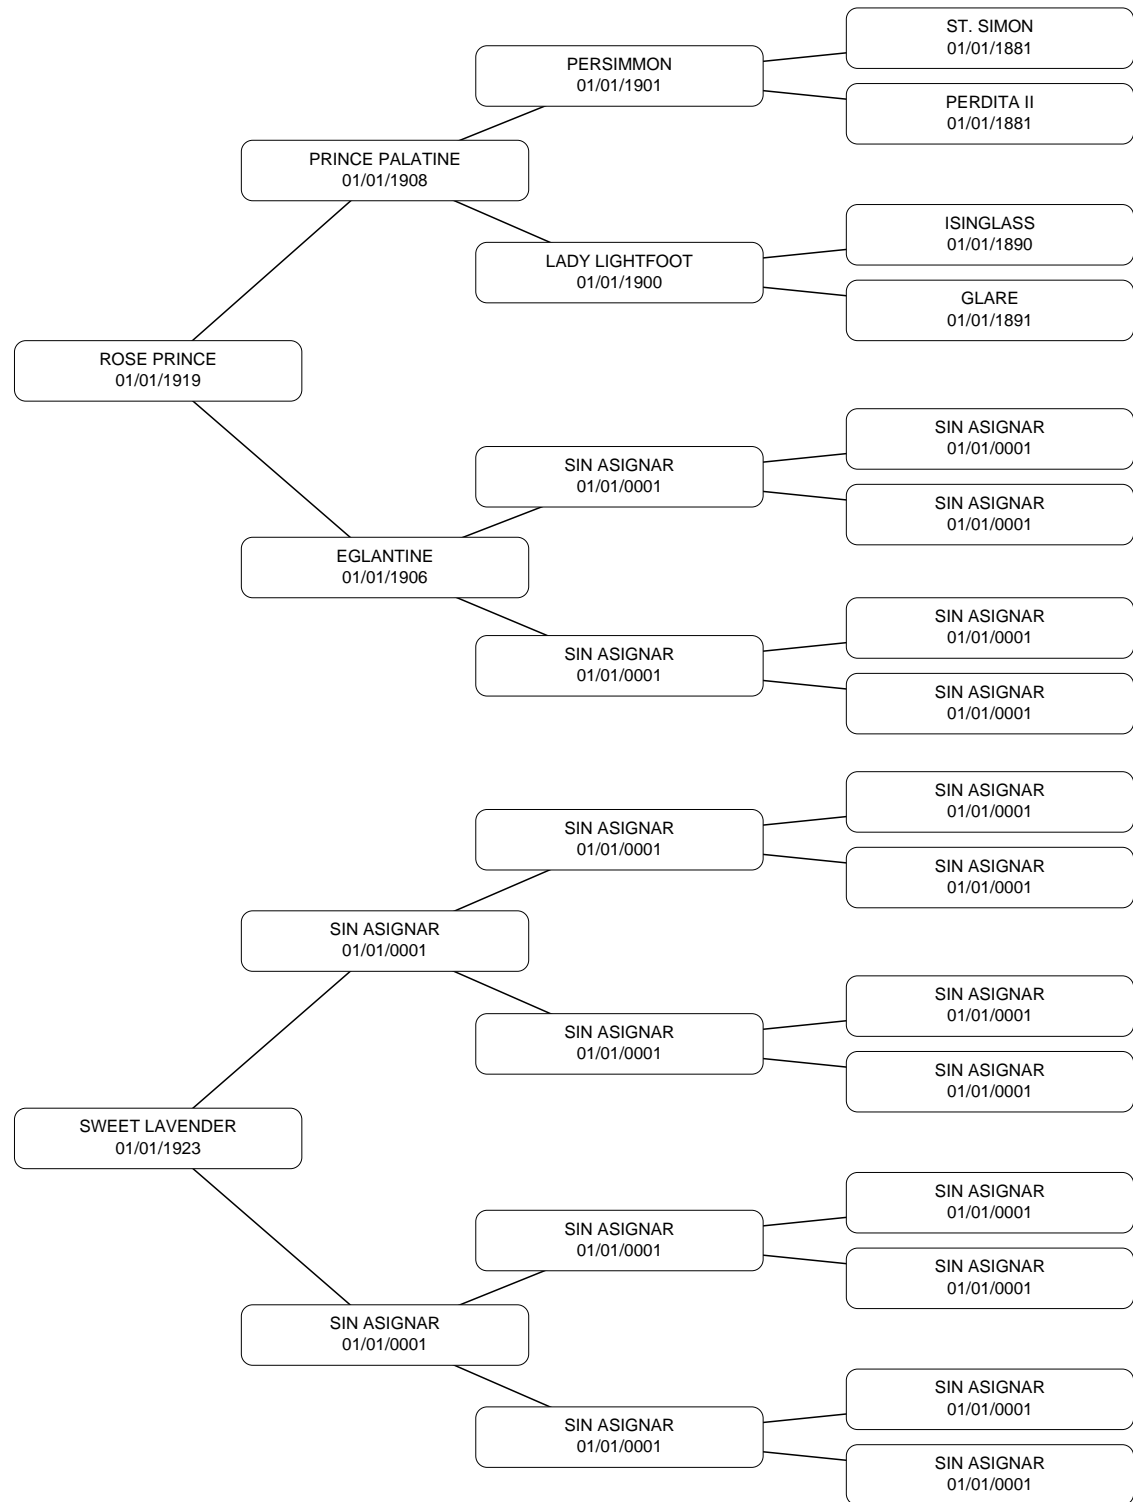 ST. SIMON
01/01/1881
PERSIMMON
01/01/1901
PERDITA II
01/01/1881
PRINCE PALATINE
01/01/1908
ISINGLASS
01/01/1890
LADY LIGHTFOOT
01/01/1900
GLARE
01/01/1891
ROSE PRINCE
01/01/1919
SIN ASIGNAR
01/01/0001
SIN ASIGNAR
01/01/0001
SIN ASIGNAR
01/01/0001
EGLANTINE
01/01/1906
SIN ASIGNAR
01/01/0001
SIN ASIGNAR
01/01/0001
SIN ASIGNAR
01/01/0001
SIN ASIGNAR
01/01/0001
SIN ASIGNAR
01/01/0001
SIN ASIGNAR
01/01/0001
SIN ASIGNAR
01/01/0001
SIN ASIGNAR
01/01/0001
SIN ASIGNAR
01/01/0001
SIN ASIGNAR
01/01/0001
SWEET LAVENDER
01/01/1923
SIN ASIGNAR
01/01/0001
SIN ASIGNAR
01/01/0001
SIN ASIGNAR
01/01/0001
SIN ASIGNAR
01/01/0001
SIN ASIGNAR
01/01/0001
SIN ASIGNAR
01/01/0001
SIN ASIGNAR
01/01/0001